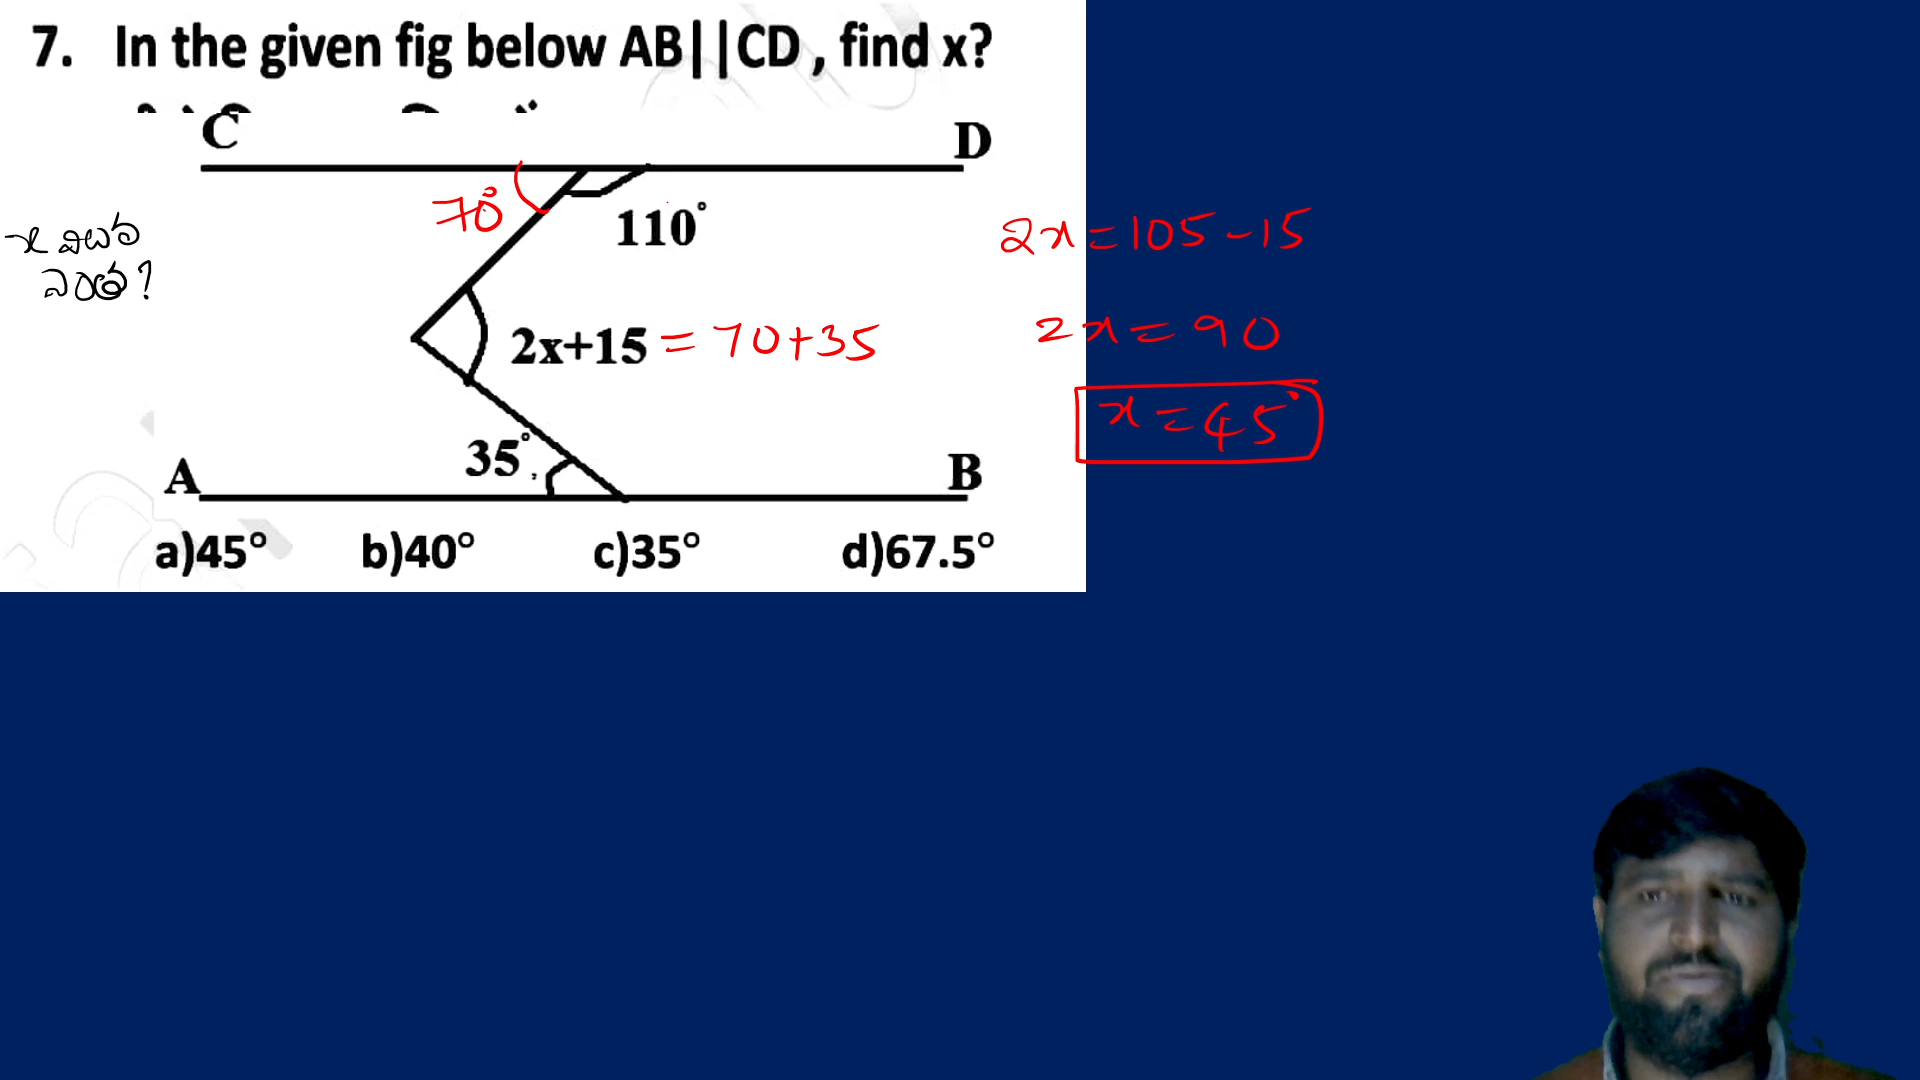 7. In the given fig below AB||CD, find x?
C
D
70°
110°
x విలువ
ఎంత?
2x = 105 - 15
2x+15 = 70+35
2x = 90
x = 45°
35°
A
B
a)45° b)40° c)35° d)67.5°